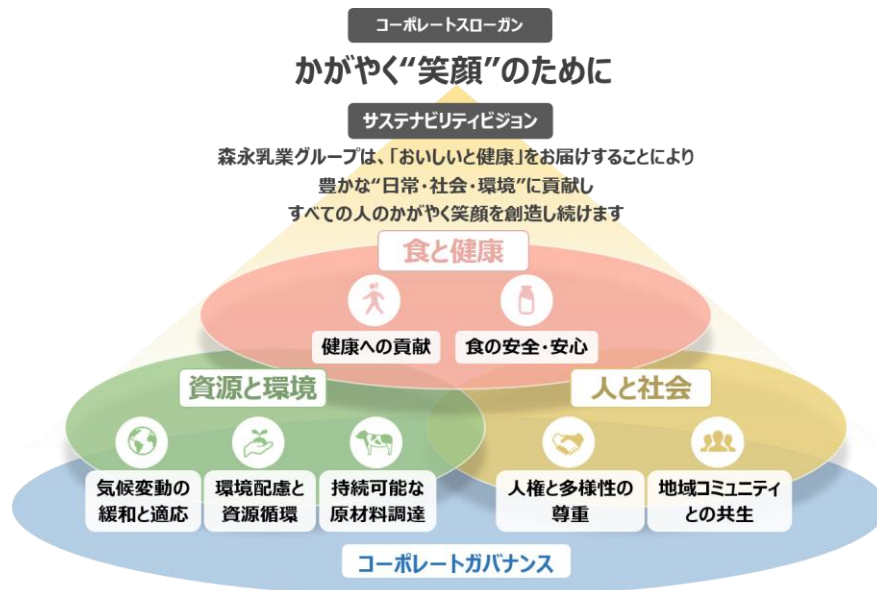 コーポレートスローガン
かがやく“笑顔”のために
サステナビリティビジョン
森永乳業グループは、「おいしいと健康」をお届けすることにより
豊かな“日常・社会・環境”に貢献し
すべての人のかがやく笑顔を創造し続けます
食と健康
健康への貢献
食の安全・安心
資源と環境
気候変動の
緩和と適応
環境配慮と
資源循環
持続可能な
原材料調達
人と社会
人権と多様性の
尊重
地域コミュニティ
との共生
コーポレートガバナンス